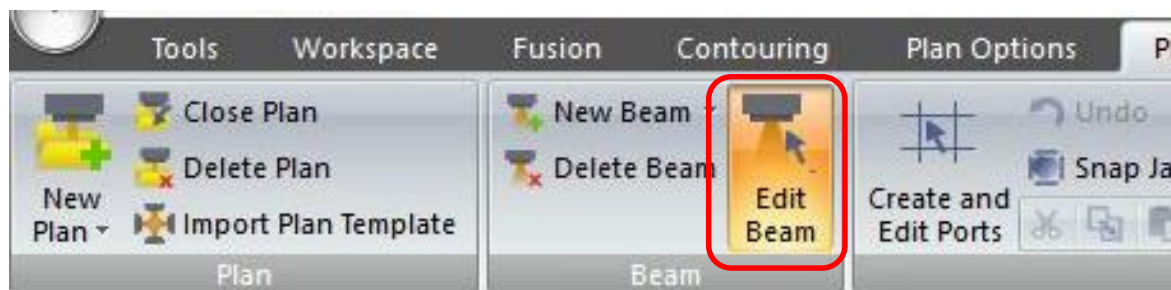 Tools Workspace Fusion Contouring Plan Options
Close Plan
Delete Plan
Import Plan Template
New
Plan
Plan
New Beam
Delete Beam
Edit
Beam
Beam
Create and
Edit Ports
Undo
Snap